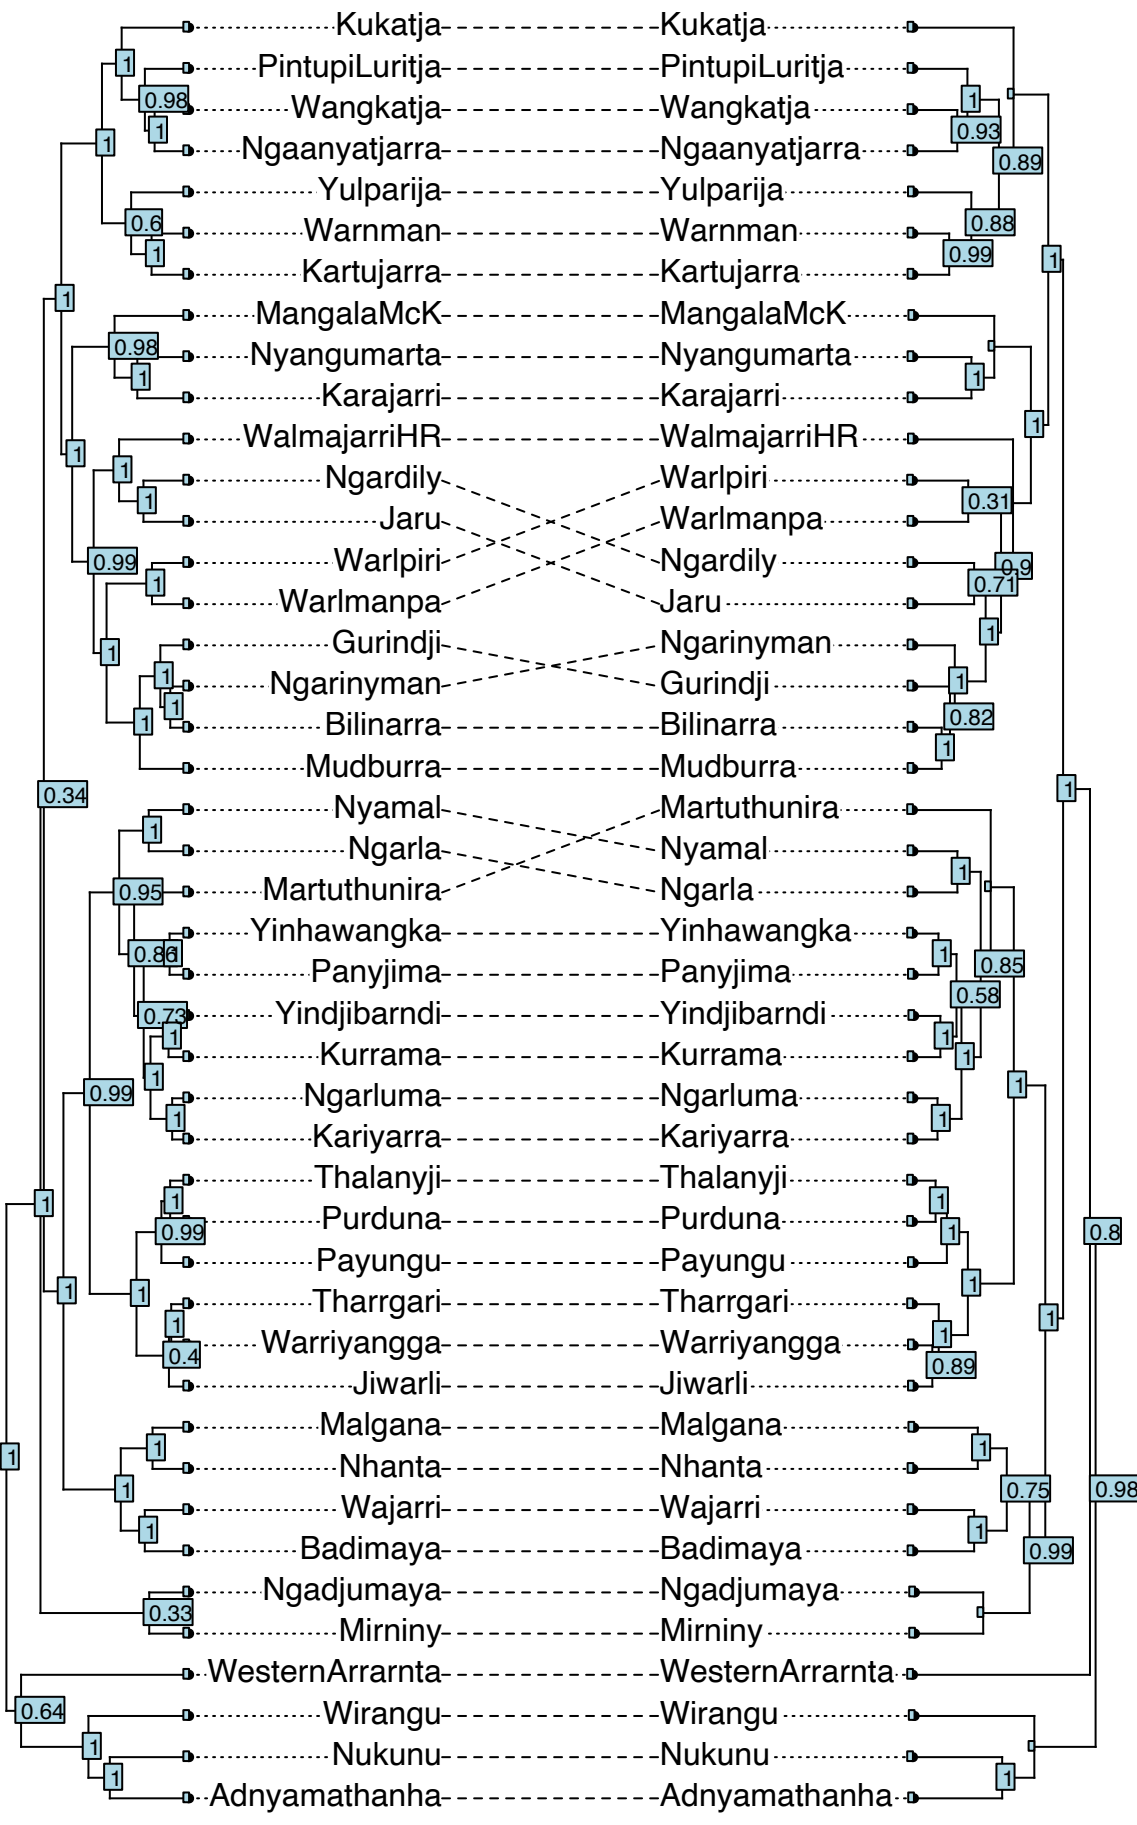 Kukatja Kukatja
1
PintupiLuritja PintupiLuritja
0.98 1
Wangkatja Wangkatja
1 0.93
1 Ngaanyatjarra Ngaanyatjarra 0.89
Yulparija Yulparija
0.6 0.88
Warnman Warnman
1 0.99 1
Kartujarra Kartujarra
1
MangalaMcK MangalaMcK
0.98
Nyangumarta Nyangumarta
1 1
Karajarri Karajarri
1
WalmajarriHR WalmajarriHR
1 1
Ngardily Warlpiri
1 0.31
Jaru Warlmanpa
0.99 Warlpiri Ngardily 0.9
1 0.71
Warlmanpa Jaru
1 1
Gurindji Ngarinyman
1 1
Ngarinyman Gurindji
1 0.82
1 Bilinarra Bilinarra
1
Mudburra Mudburra
0.34 1
Nyamal Martuthunira
1
Ngarla Nyamal
1
0.95 Martuthunira Ngarla
Yinhawangka Yinhawangka
0.86 1 1 0.85
Panyjima Panyjima
0.58
0.73 Yindjibarndi Yindjibarndi
1 1
Kurrama Kurrama 1
1 1
0.99 Ngarluma Ngarluma
1 1
Kariyarra Kariyarra
Thalanyji Thalanyji
1 1 1
Purduna Purduna
0.99 1 0.8
Payungu Payungu
1 1 1
Tharrgari Tharrgari
1 1 1
Warriyangga Warriyangga
0.4 0.89
Jiwarli Jiwarli
Malgana Malgana
1 1 1
Nhanta Nhanta
1 0.75 0.98
Wajarri Wajarri
1 1
Badimaya Badimaya 0.99
Ngadjumaya Ngadjumaya
0.33
Mirniny Mirniny
WesternArrarnta WesternArrarnta
0.64 Wirangu Wirangu
1
Nukunu Nukunu
1 1
Adnyamathanha Adnyamathanha